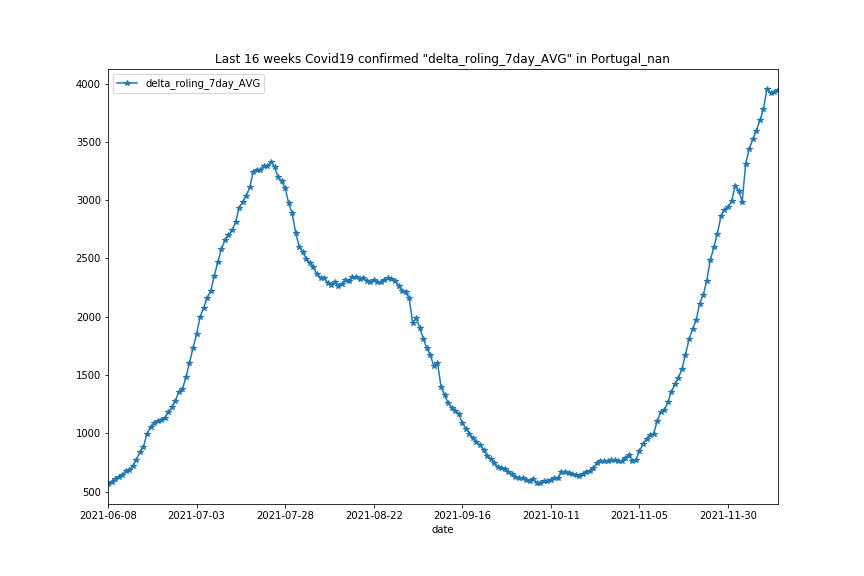 Last 16 weeks Covid19 confirmed "delta_roling_7day_AVG" in Portugal_nan
delta_roling_7day_AVG
4000
3500
3000
2500
2000
1500
1000
500
2021-06-08 2021-07-03 2021-07-28 2021-08-22 2021-09-16 2021-10-11 2021-11-05 2021-11-30
date